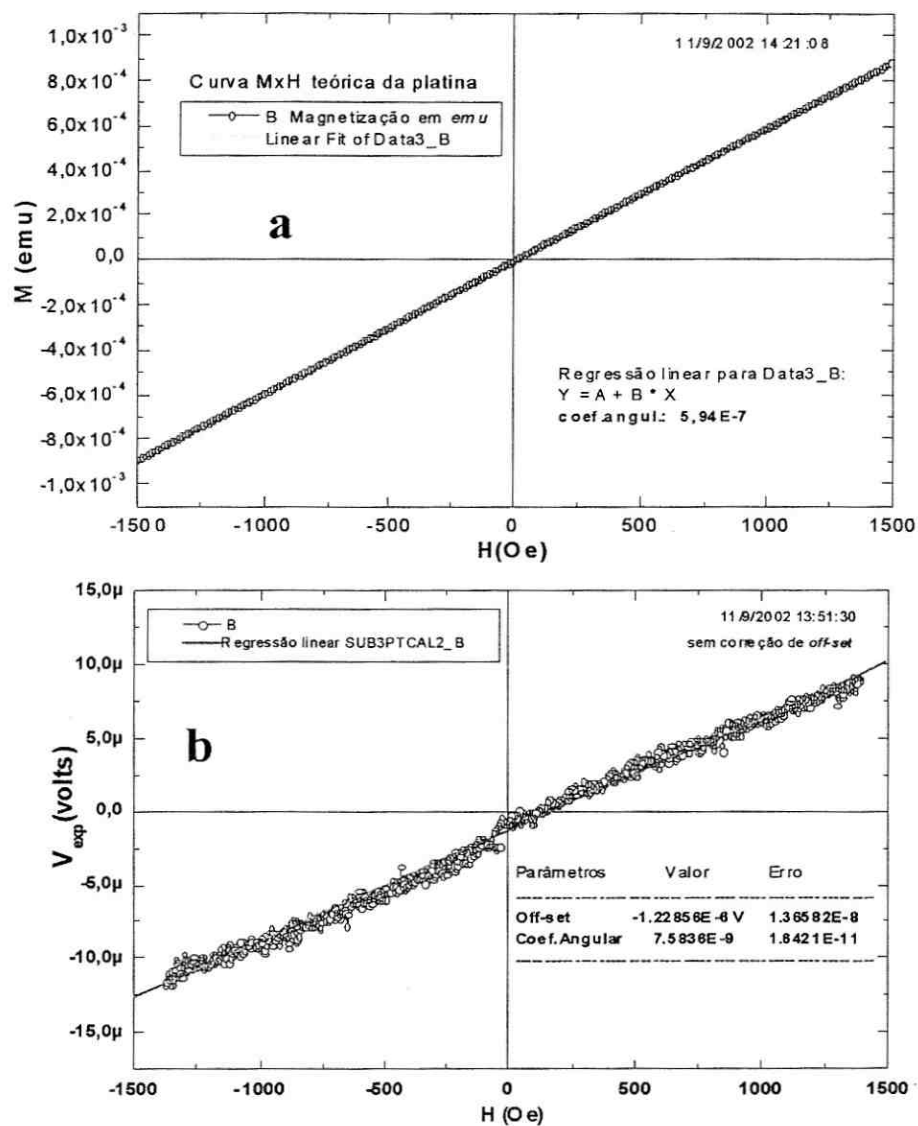 1,0x10⁻³
8,0x10⁻⁴
6,0x10⁻⁴
4,0x10⁻⁴
2,0x10⁻⁴
0,0
-2,0x10⁻⁴
-4,0x10⁻⁴
-6,0x10⁻⁴
-8,0x10⁻⁴
-1,0x10⁻³
M (emu)
11/9/2002 14:21:08
Curva MxH teórica da platina
B Magnetização em emu
Linear Fit of Data3_B
a
Regressão linear para Data3_B:
Y = A + B * X
coef.angul.: 5,94E-7
-1500 -1000 -500 0 500 1000 1500
H(Oe)
15,0µ
10,0µ
5,0µ
0,0
-5,0µ
-10,0µ
-15,0µ
V exp (volts)
B
Regressão linear SUB3PTCAL2_B
11/9/2002 13:51:30
sem correção de off-set
b
Parâmetros Valor Erro
Off-set -1.22856E-6 V 1.36582E-8
Coef.Angular 7.5836E-9 1.6421E-11
-1500 -1000 -500 0 500 1000 1500
H (Oe)